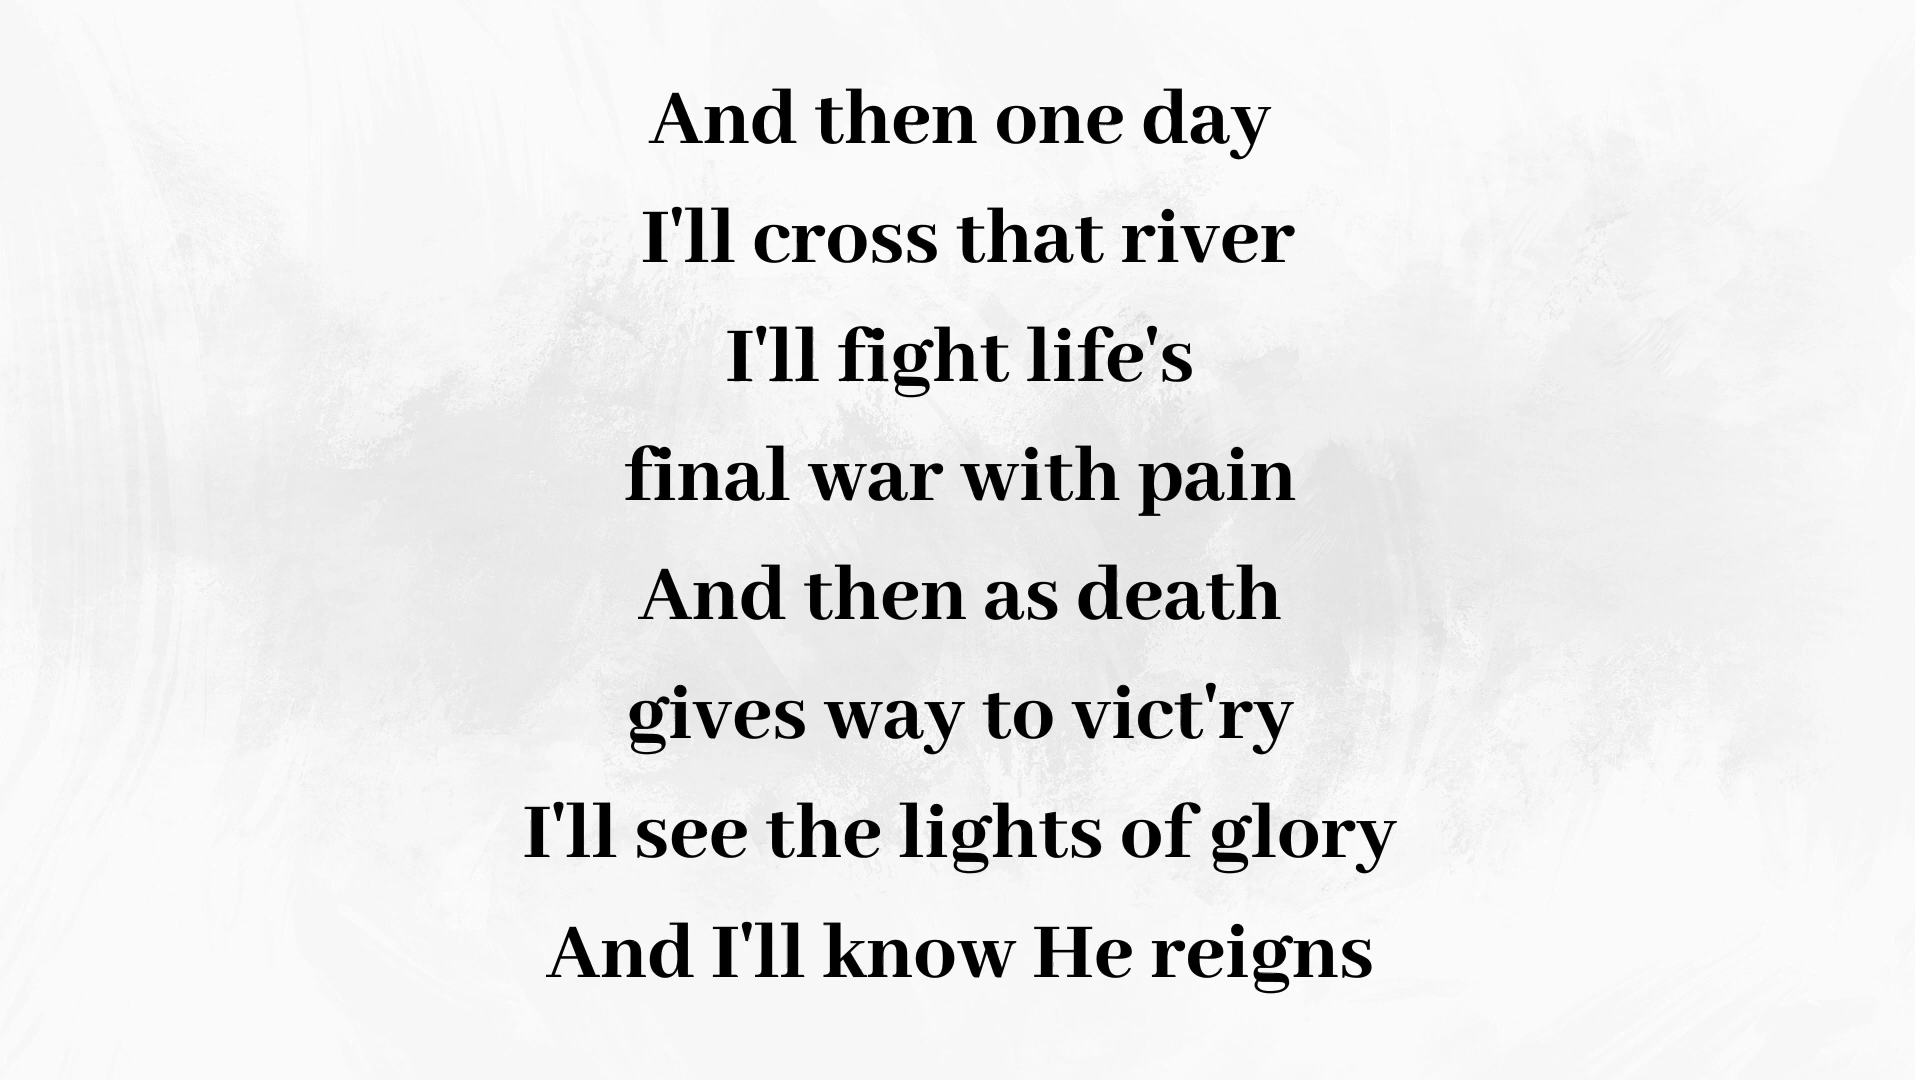 And then one day
I'll cross that river
I'll fight life's
final war with pain
And then as death
gives way to vict'ry
I'll see the lights of glory
And I'll know He reigns